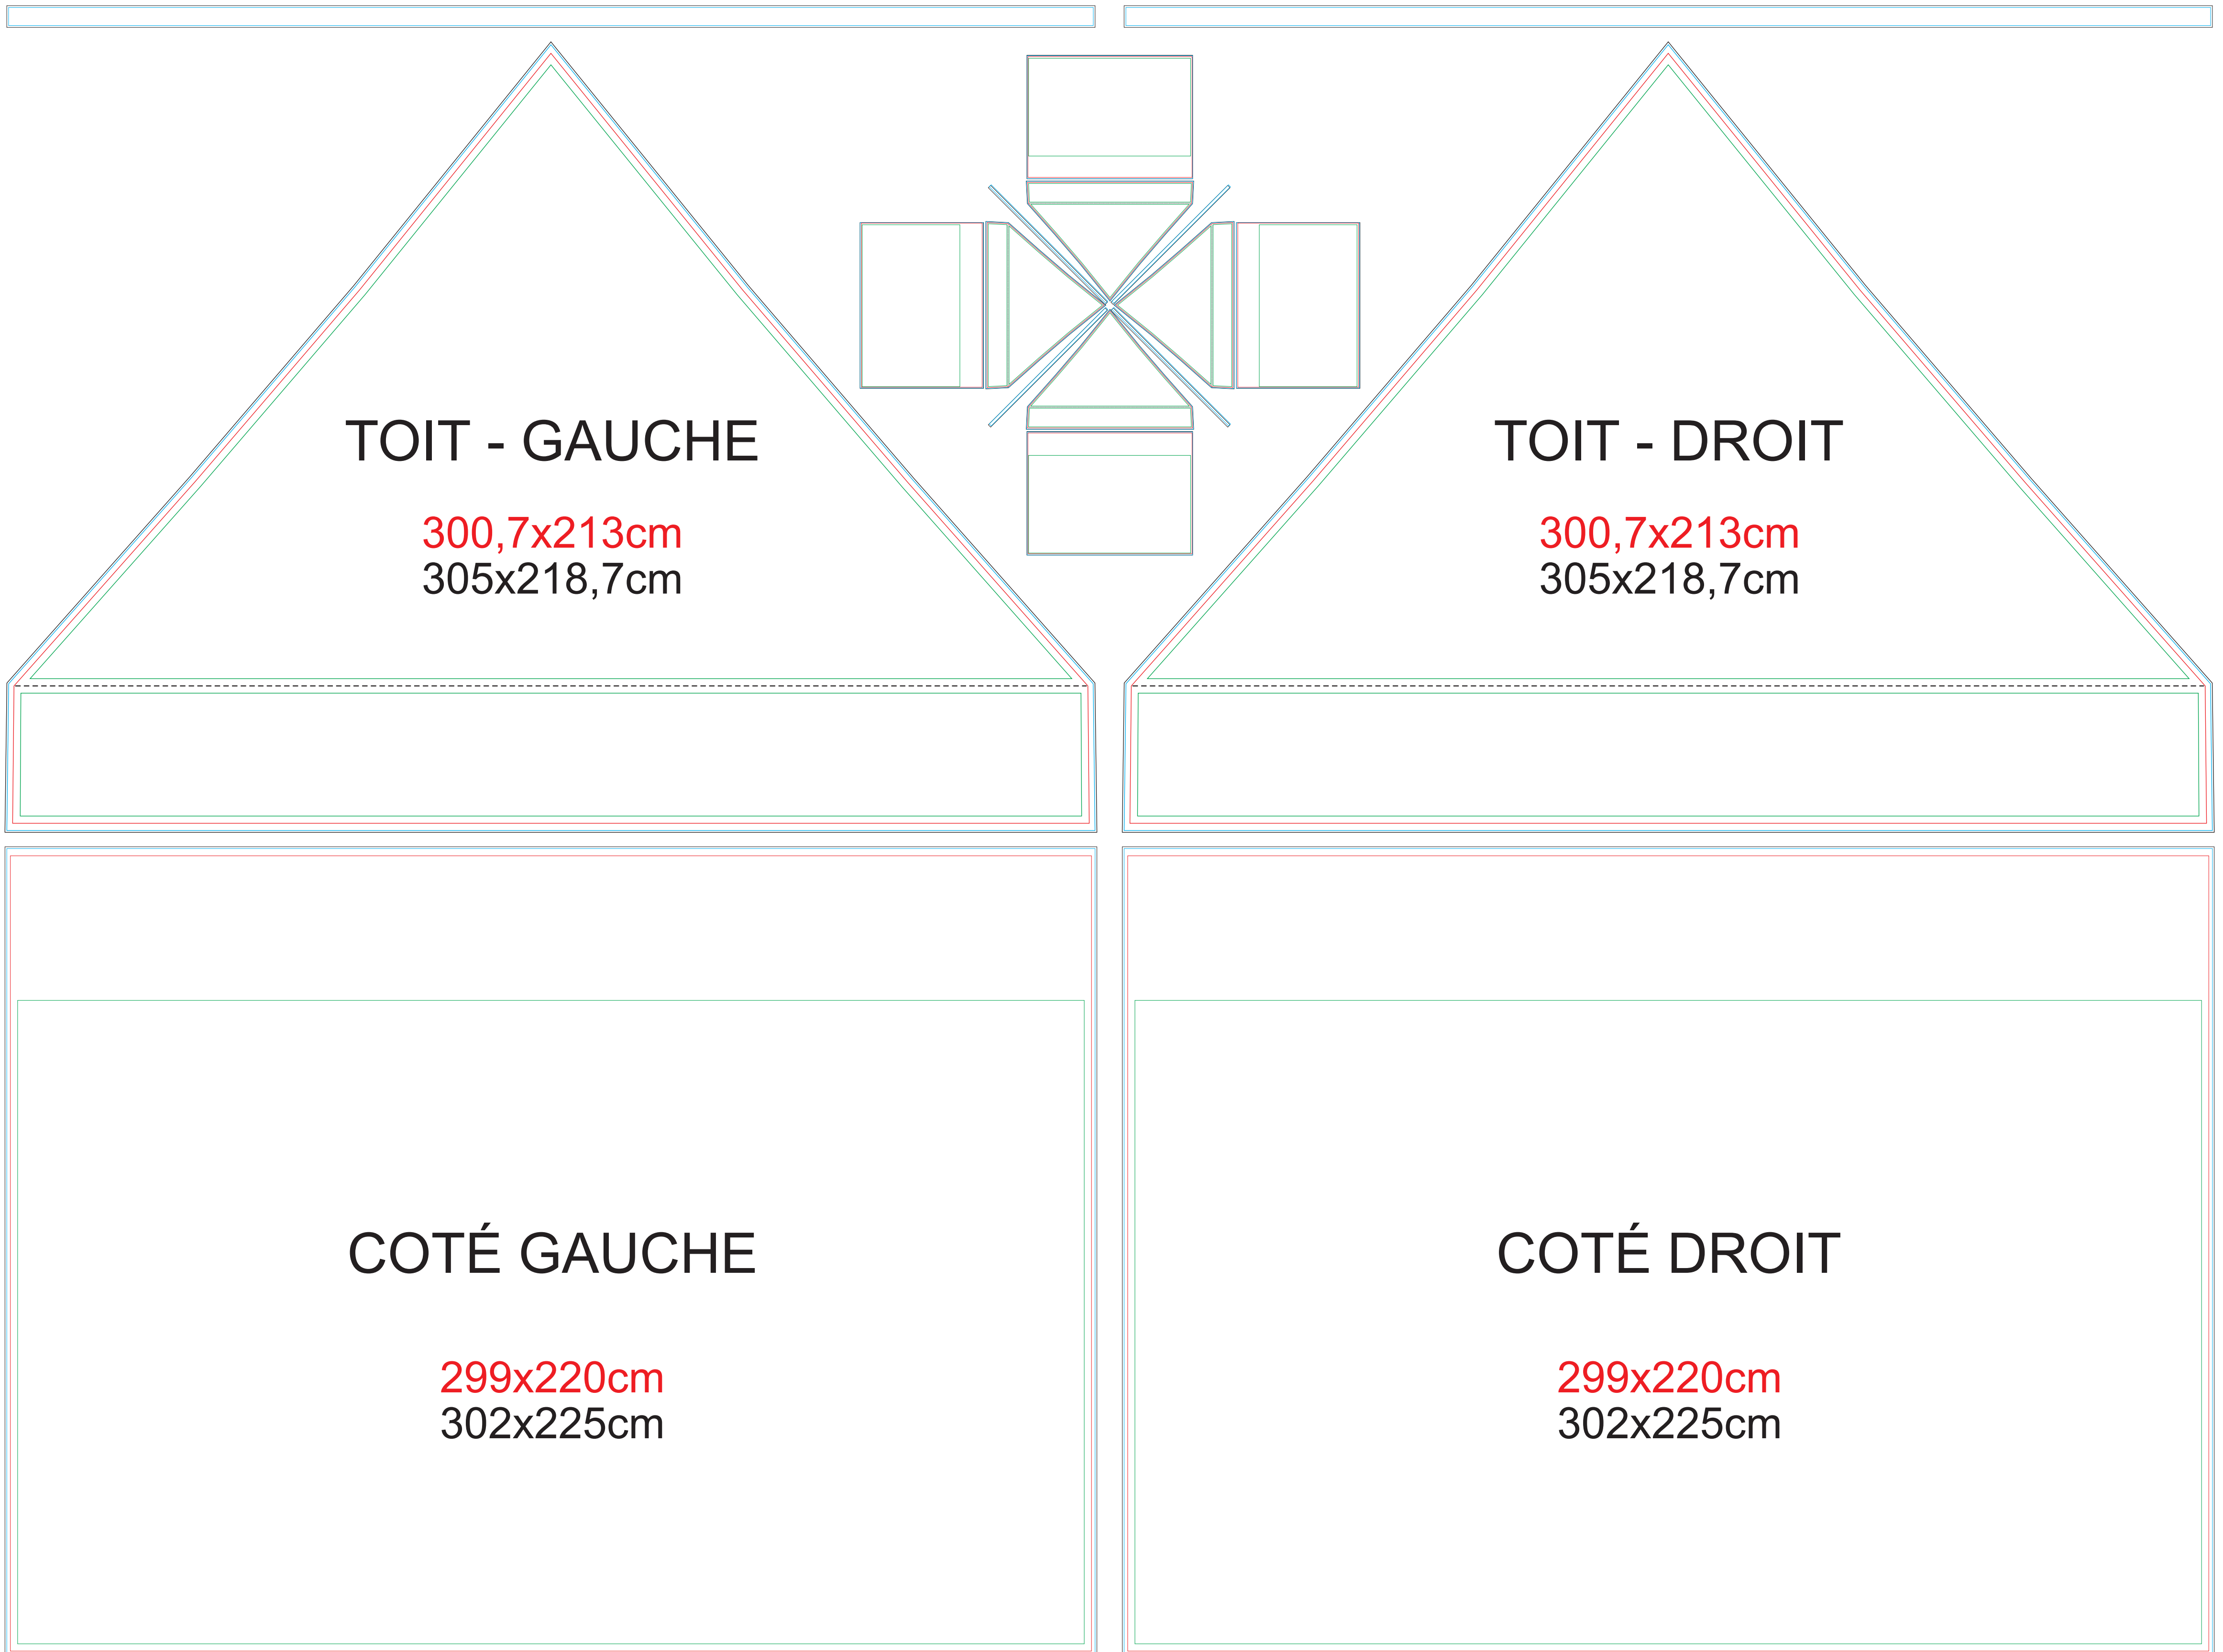 TOIT - GAUCHE
300,7x213cm
305x218,7cm
TOIT - DROIT
300,7x213cm
305x218,7cm
COTÉ GAUCHE
299x220cm
302x225cm
COTÉ DROIT
299x220cm
302x225cm